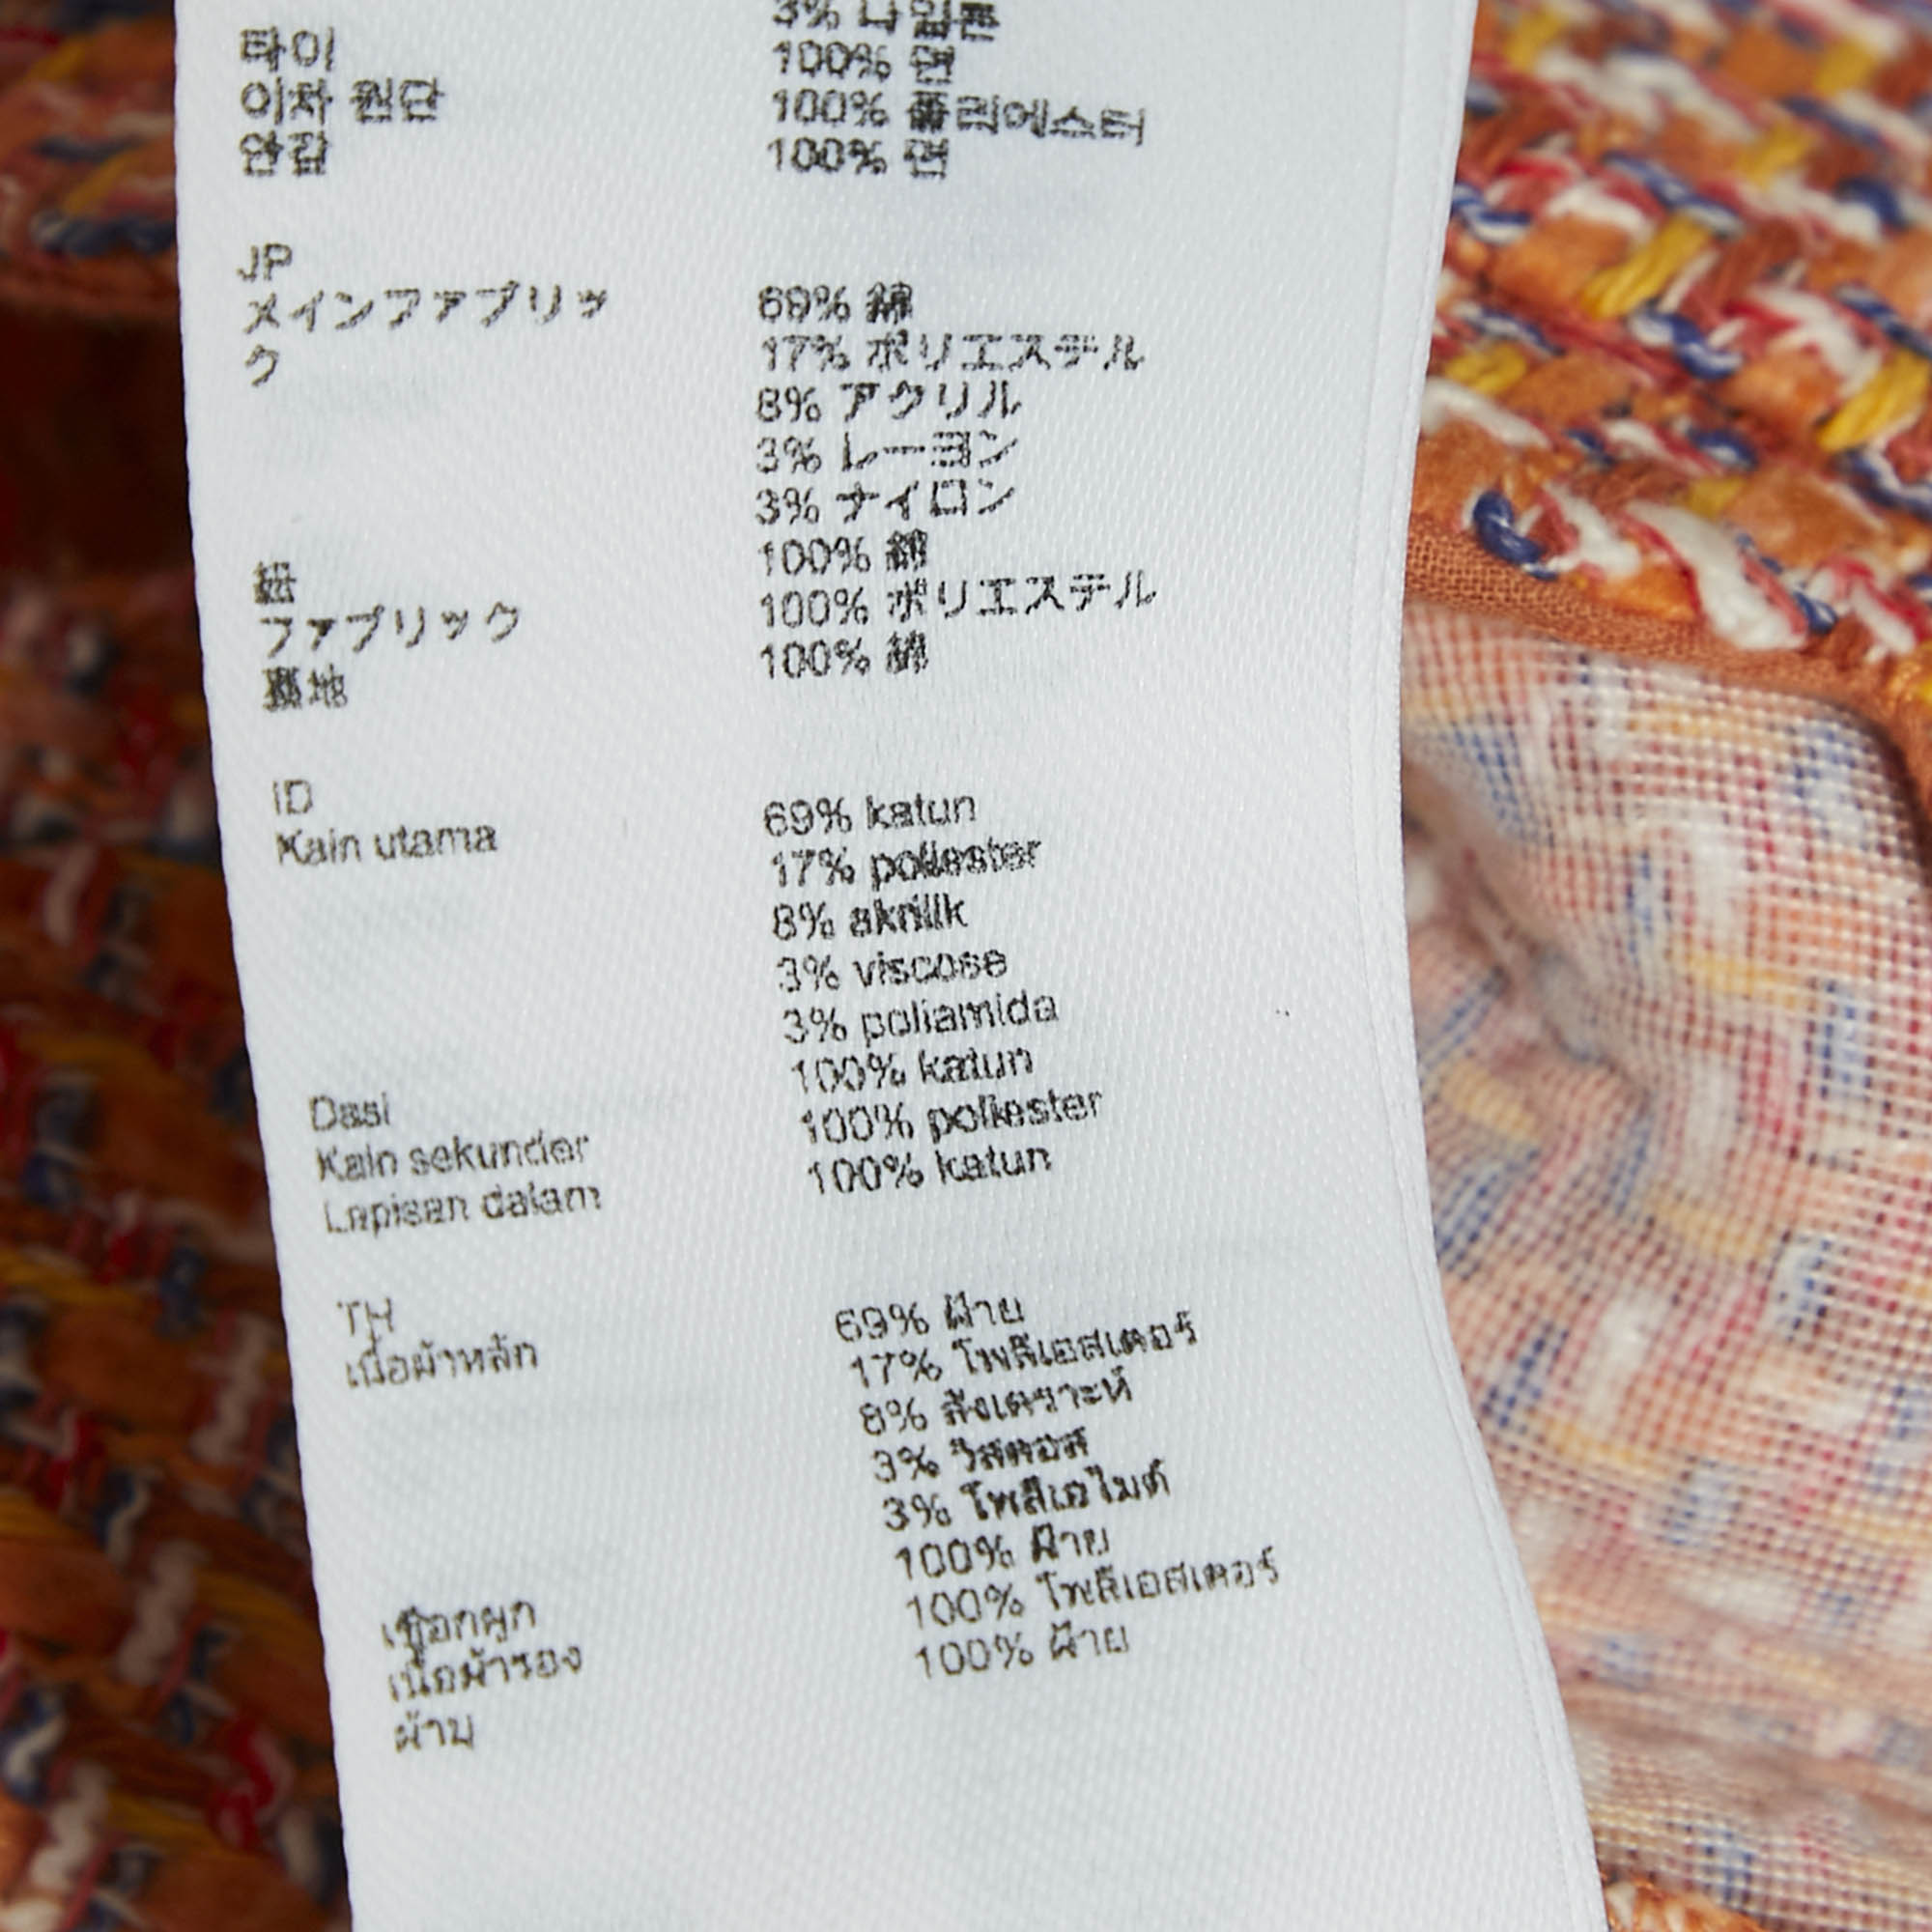 3% 나일론
타이 100% 면
이차 원단 100% 폴리에스터
안감 100% 면
JP
メインファブリッ 69% 綿
ク 17% ポリエステル
8% アクリル
3% レーヨン
3% ナイロン
紐 100% 綿
ファブリック 100% ポリエステル
裏地 100% 綿
ID
Kain utama 69% katun
17% poliester
8% akrilik
3% viscose
3% poliamida
Dasi 100% katun
Kain sekunder 100% poliester
Lapisan dalam 100% katun
TH
เนื้อผ้าหลัก 69% ฝ้าย
17% โพลีเอสเตอร์
8% สังเคราะห์
3% วิสคอส
3% โพลีเอไมด์
เชือกผูก 100% ฝ้าย
เนื้อผ้ารอง 100% โพลีเอสเตอร์
ผ้าบุ 100% ฝ้าย